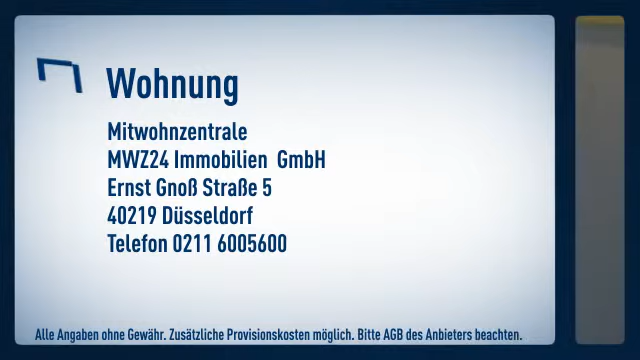 Wohnung
Mitwohnzentrale
MWZ24 Immobilien GmbH
Ernst Gnoß Straße 5
40219 Düsseldorf
Telefon 0211 6005600
Alle Angaben ohne Gewähr. Zusätzliche Provisionskosten möglich. Bitte AGB des Anbieters beachten.